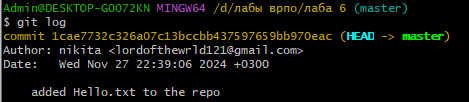 Admin@DESKTOP-GOO72KN MINGW64 /d/лабы врпо/лаба 6 (master)
$ git log
commit 1cae7732c326a07c13bccbb437597659bb970eac (HEAD -> master)
Author: nikita <lordofthewrld121@gmail.com>
Date:   Wed Nov 27 22:39:06 2024 +0300
    added Hello.txt to the repo